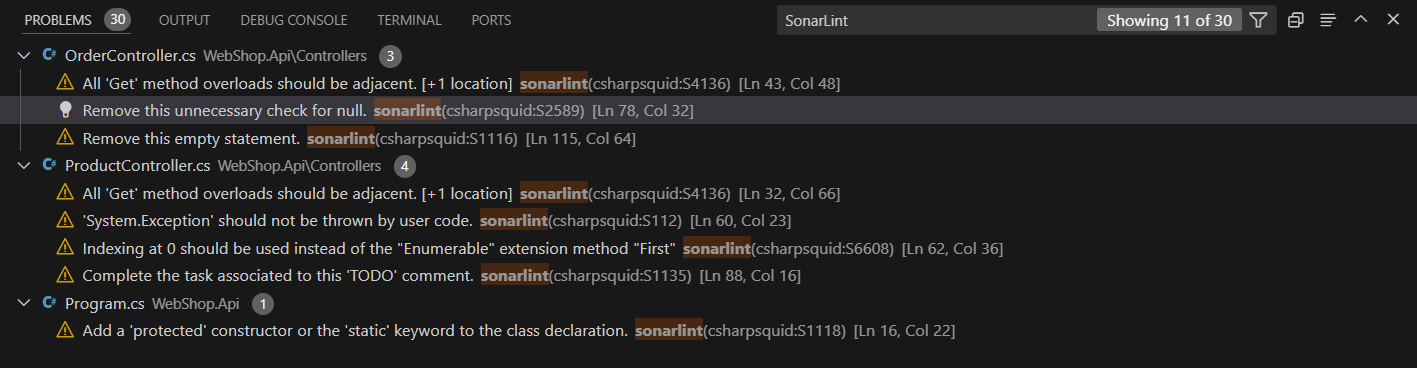 PROBLEMS 30 OUTPUT DEBUG CONSOLE TERMINAL PORTS SonarLint Showing 11 of 30
C# OrderController.cs WebShop.Api\Controllers 3
All 'Get' method overloads should be adjacent. [+1 location] sonarlint(csharpsquid:S4136) [Ln 43, Col 48]
Remove this unnecessary check for null. sonarlint(csharpsquid:S2589) [Ln 78, Col 32]
Remove this empty statement. sonarlint(csharpsquid:S1116) [Ln 115, Col 64]
C# ProductController.cs WebShop.Api\Controllers 4
All 'Get' method overloads should be adjacent. [+1 location] sonarlint(csharpsquid:S4136) [Ln 32, Col 66]
'System.Exception' should not be thrown by user code. sonarlint(csharpsquid:S112) [Ln 60, Col 23]
Indexing at 0 should be used instead of the "Enumerable" extension method "First" sonarlint(csharpsquid:S6608) [Ln 62, Col 36]
Complete the task associated to this 'TODO' comment. sonarlint(csharpsquid:S1135) [Ln 88, Col 16]
C# Program.cs WebShop.Api 1
Add a 'protected' constructor or the 'static' keyword to the class declaration. sonarlint(csharpsquid:S1118) [Ln 16, Col 22]